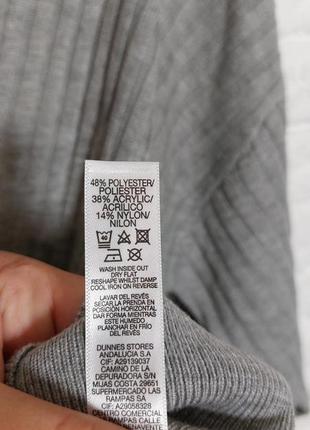 48% POLYESTER/
POLIESTER
38% ACRYLIC/
ACRILICO
14% NYLON/
NILON
40
WASH INSIDE OUT
DRY FLAT
RESHAPE WHILST DAMP
COOL IRON ON REVERSE
LAVAR DEL REVÉS
SECAR LA PRENDA EN
POSICIÓN HORIZONTAL
DAR FORMA MIENTRAS
ESTE HUMEDO
PLANCHAR EN FRÍO
DEL REVÉS
DUNNES STORES
ANDALUCIA S.A
CIF: A29139037
CAMINO DE LA
DEPURADORA S/N
MIJAS COSTA 29651
SUPERMERCADO LAS
RAMPAS SA
CIF: A29058328
CENTRO COMERCIAL